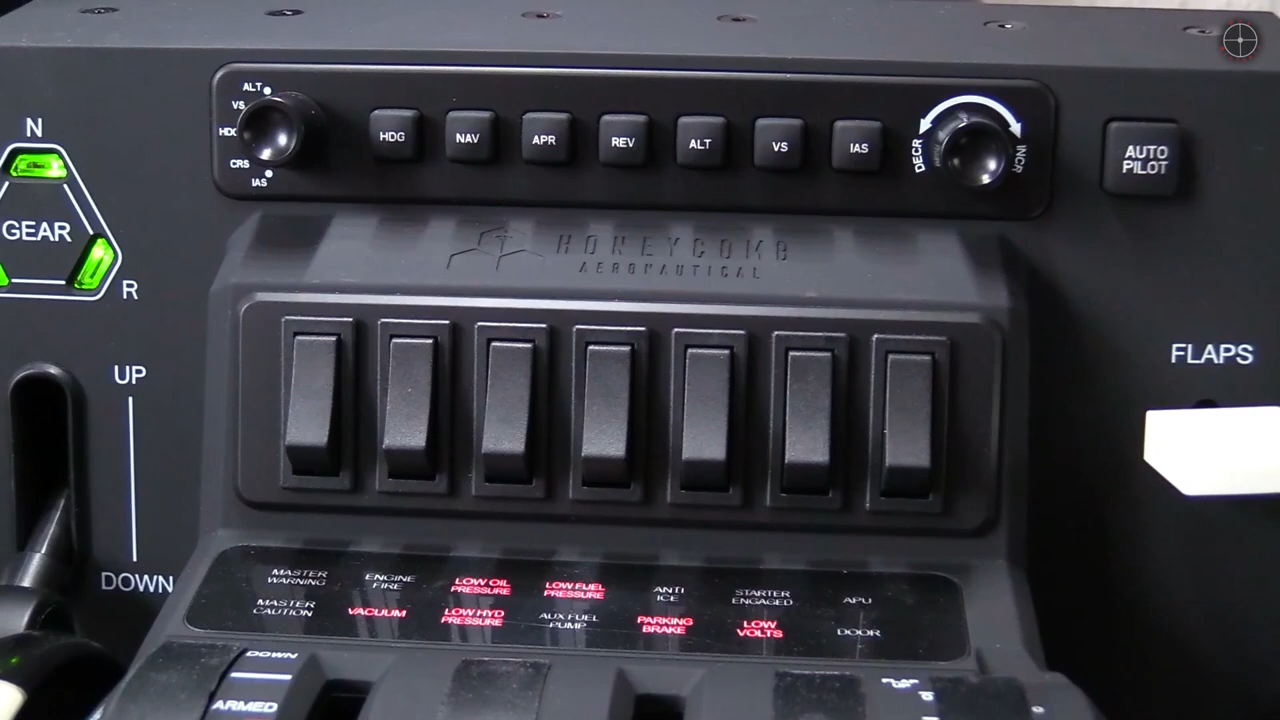 ALT
VS
HDG
CRS
IAS
HDG
NAV
APR
REV
ALT
VS
IAS
DECR
INCR
AUTO
PILOT
N
GEAR
R
HONEYCOMB
AERONAUTICAL
UP
DOWN
FLAPS
MASTER
WARNING
ENGINE
FIRE
LOW OIL
PRESSURE
LOW FUEL
PRESSURE
ANTI
ICE
STARTER
ENGAGED
APU
MASTER
CAUTION
VACUUM
LOW HYD
PRESSURE
AUX FUEL
PUMP
PARKING
BRAKE
LOW
VOLTS
DOOR
DOWN
ARMED